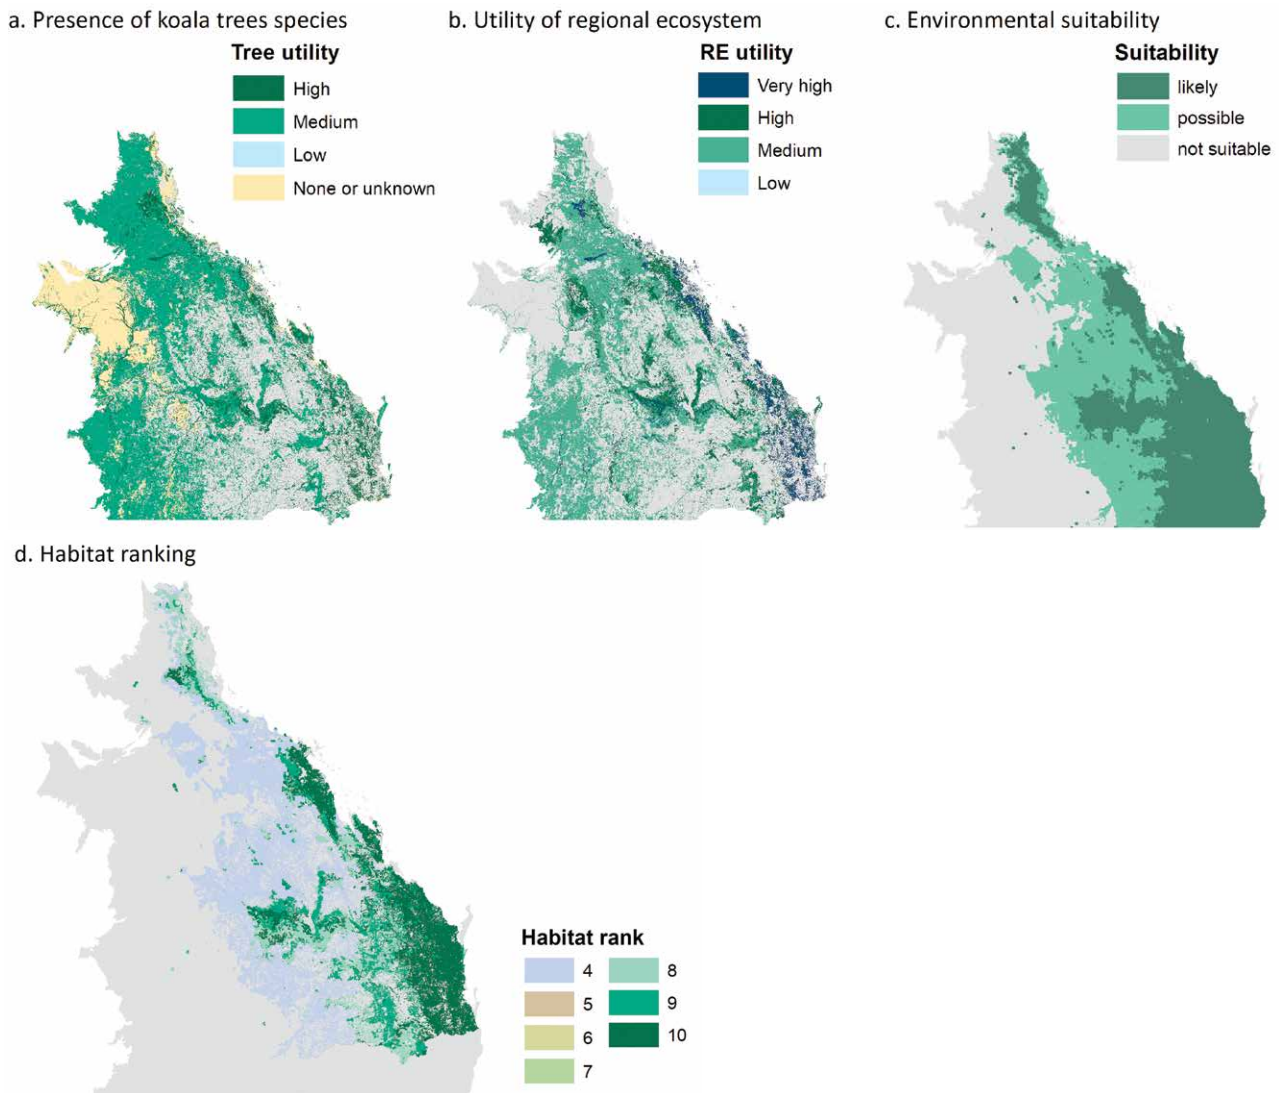 a. Presence of koala trees species
Tree utility
High
Medium
Low
None or unknown
b. Utility of regional ecosystem
RE utility
Very high
High
Medium
Low
c. Environmental suitability
Suitability
likely
possible
not suitable
d. Habitat ranking
Habitat rank
4
5
6
7
8
9
10